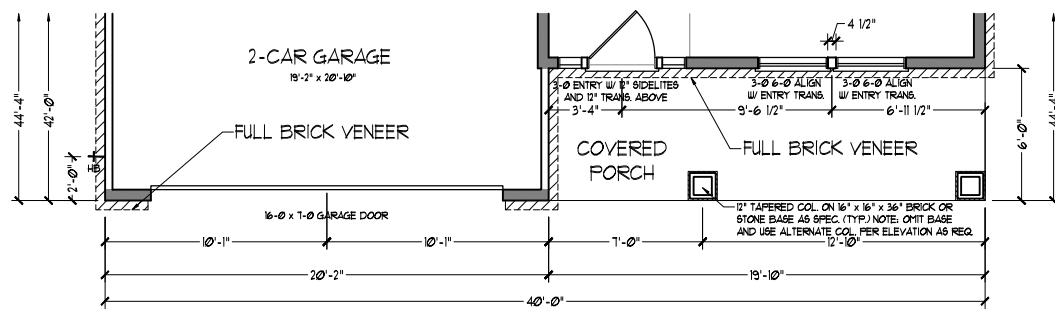 4 1/2"
2-CAR GARAGE
19'-2" x 20'-10"
3-0 ENTRY W/ 12" SIDELITES
AND 12" TRANS. ABOVE
3-0 6-0 ALIGN
W/ ENTRY TRANS.
3-0 6-0 ALIGN
W/ ENTRY TRANS.
44'-4"
42'-0"
3'-4"
9'-6 1/2"
6'-11 1/2"
44'-4"
6'-0"
FULL BRICK VENEER
COVERED
PORCH
FULL BRICK VENEER
HB
2'-0"
16-0 x 7-0 GARAGE DOOR
12" TAPERED COL. ON 16" x 16" x 36" BRICK OR
STONE BASE AS SPEC. (TYP.) NOTE: OMIT BASE
AND USE ALTERNATE COL. PER ELEVATION AS REQ.
10'-1"
10'-1"
7'-0"
12'-10"
20'-2"
19'-10"
40'-0"